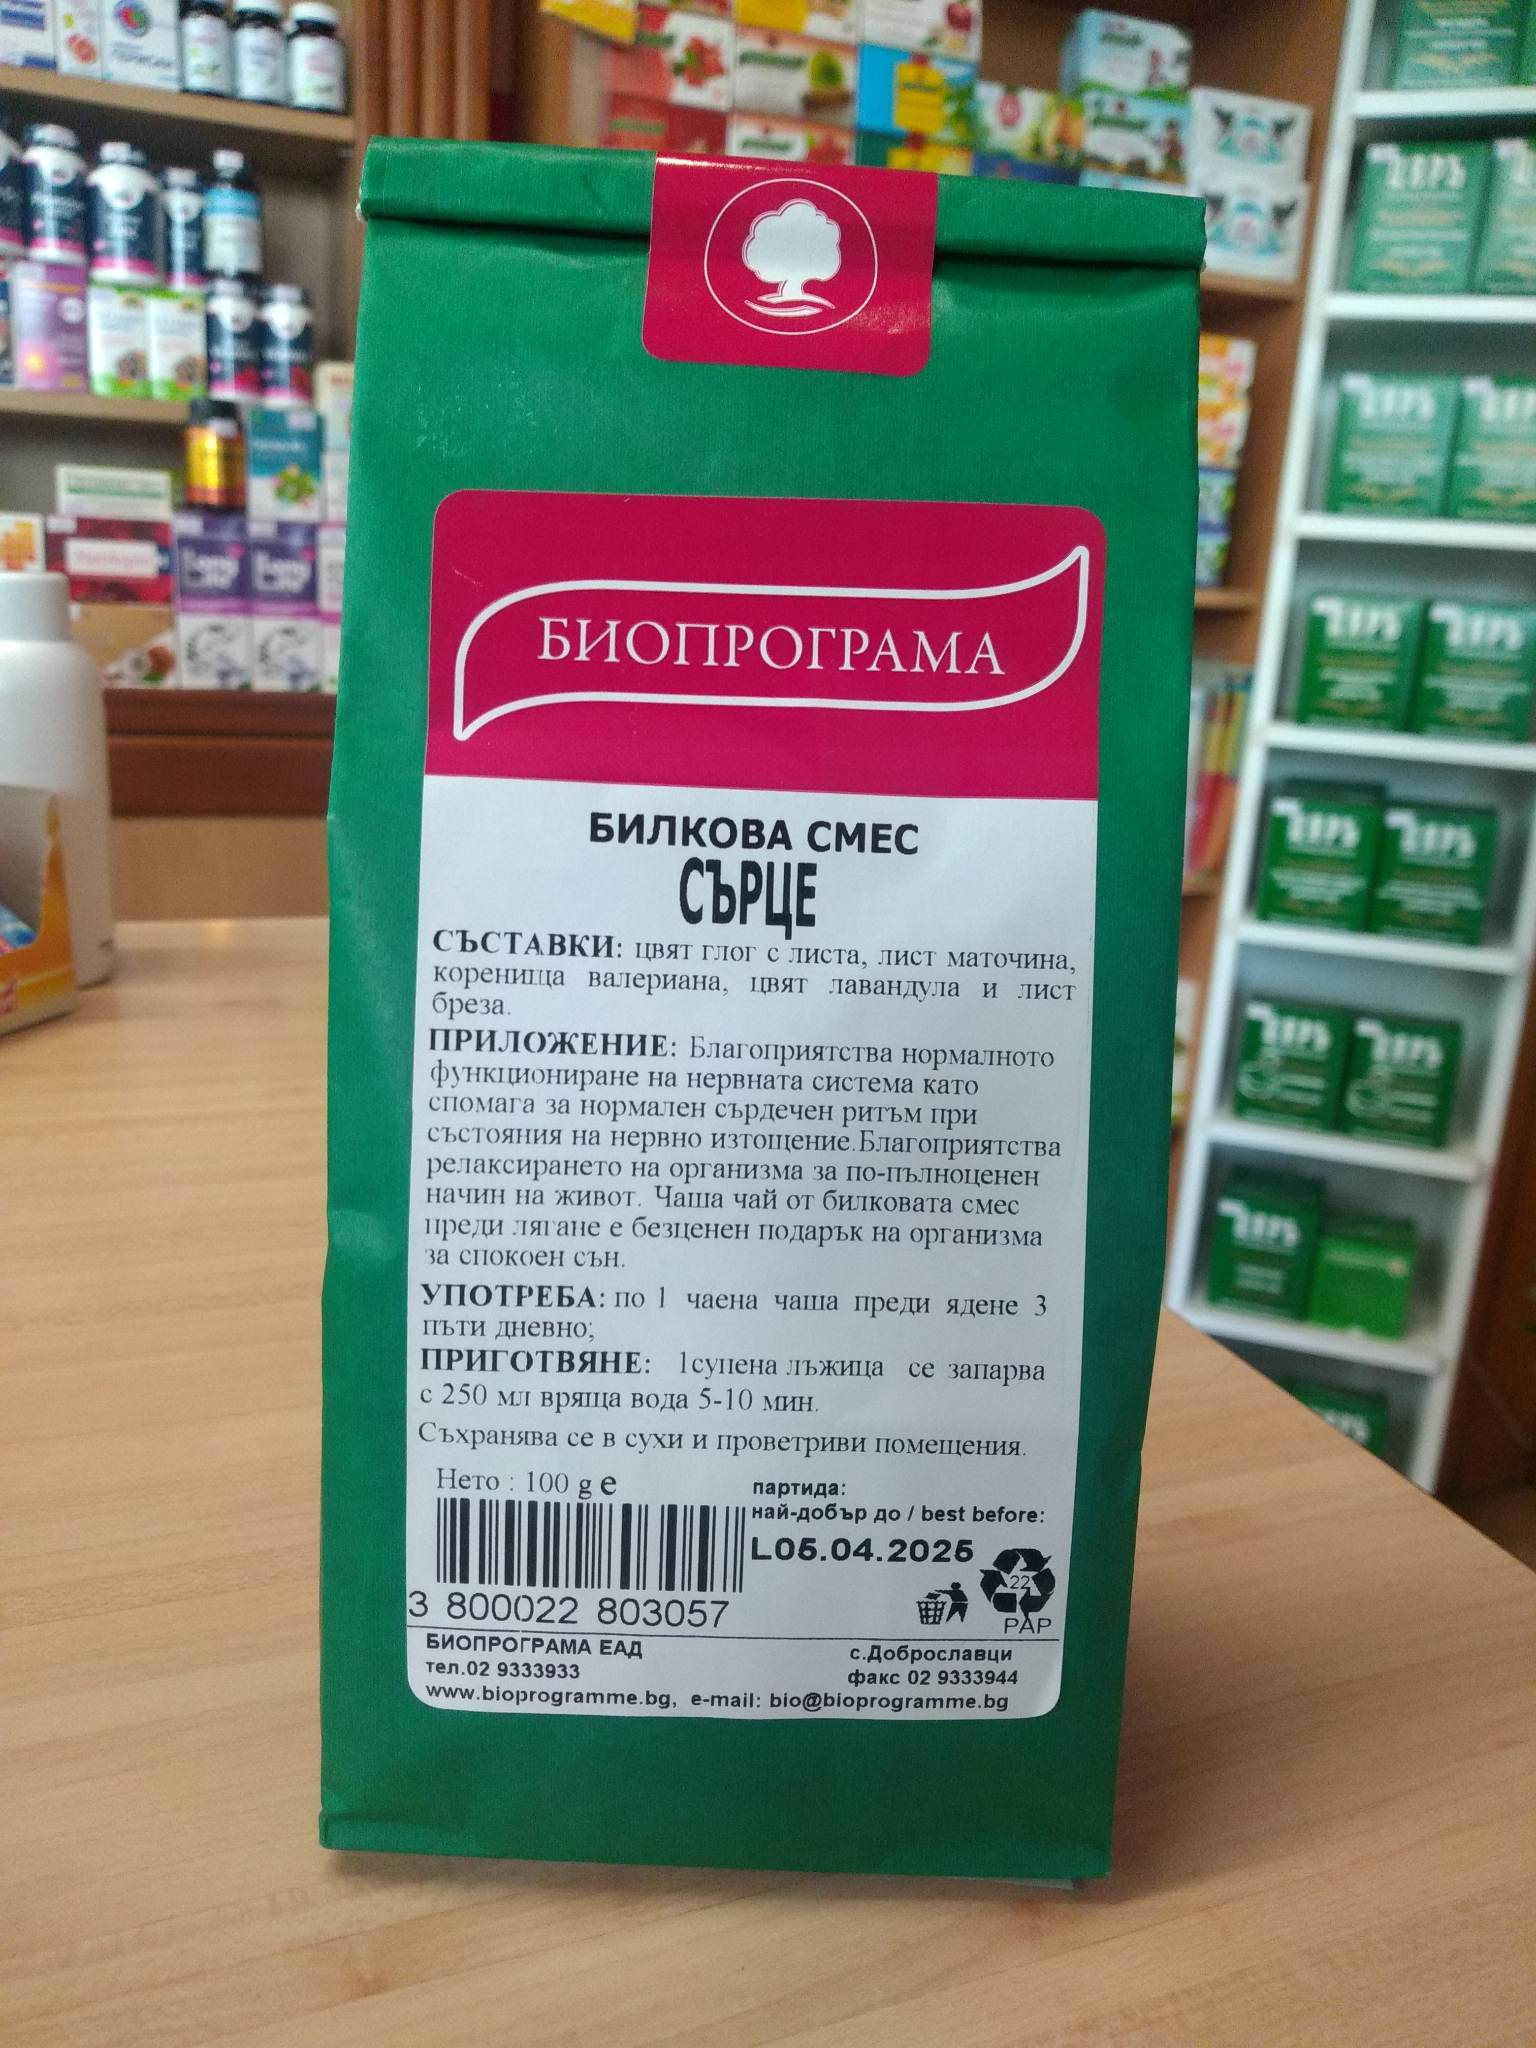 БИОПРОГРАМА
БИЛКОВА СМЕС
СЪРЦЕ
СЪСТАВКИ: цвят глог с листа, лист маточина,
коренища валериана, цвят лавандула и лист
бреза.
ПРИЛОЖЕНИЕ: Благоприятства нормалното
функциониране на нервната система като
спомага за нормален сърдечен ритъм при
състояния на нервно изтощение.Благоприятства
релаксирането на организма за по-пълноценен
начин на живот. Чаша чай от билковата смес
преди лягане е безценен подарък на организма
за спокоен сън.
УПОТРЕБА: по 1 чаена чаша преди ядене 3
пъти дневно;
ПРИГОТВЯНЕ: 1супена лъжица се запарва
с 250 мл вряща вода 5-10 мин.
Съхранява се в сухи и проветриви помещения.
Нето : 100 g e
партида:
най-добър до / best before:
L05.04.2025
22
PAP
3 800022 803057
БИОПРОГРАМА ЕАД
с.Доброславци
тел.02 9333933
факс 02 9333944
www.bioprogramme.bg, e-mail: bio@bioprogramme.bg